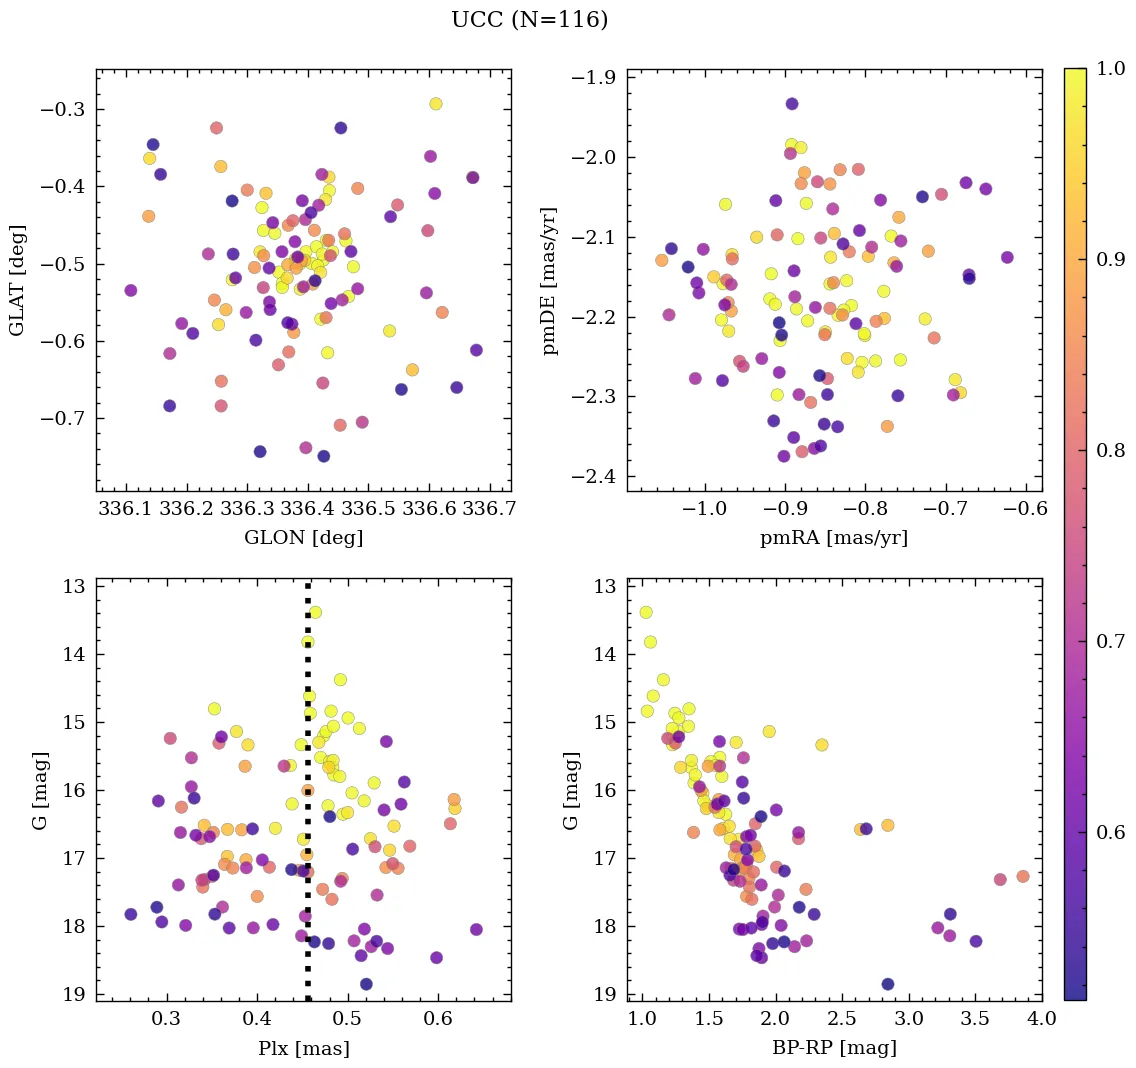 UCC (N=116)
−0.3
−0.4
−0.5
−0.6
−0.7
GLAT [deg]
336.1 336.2 336.3 336.4 336.5 336.6 336.7
GLON [deg]
−1.9
−2.0
−2.1
−2.2
−2.3
−2.4
pmDE [mas/yr]
−1.0 −0.9 −0.8 −0.7 −0.6
pmRA [mas/yr]
13
14
15
16
17
18
19
G [mag]
0.3 0.4 0.5 0.6
Plx [mas]
13
14
15
16
17
18
19
G [mag]
1.0 1.5 2.0 2.5 3.0 3.5 4.0
BP-RP [mag]
1.0
0.9
0.8
0.7
0.6